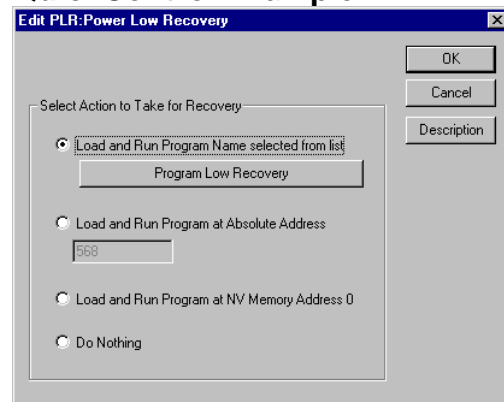 Edit PLR:Power Low Recovery
OK
Cancel
Description
Select Action to Take for Recovery
Load and Run Program Name selected from list
Program Low Recovery
Load and Run Program at Absolute Address
568
Load and Run Program at NV Memory Address 0
Do Nothing